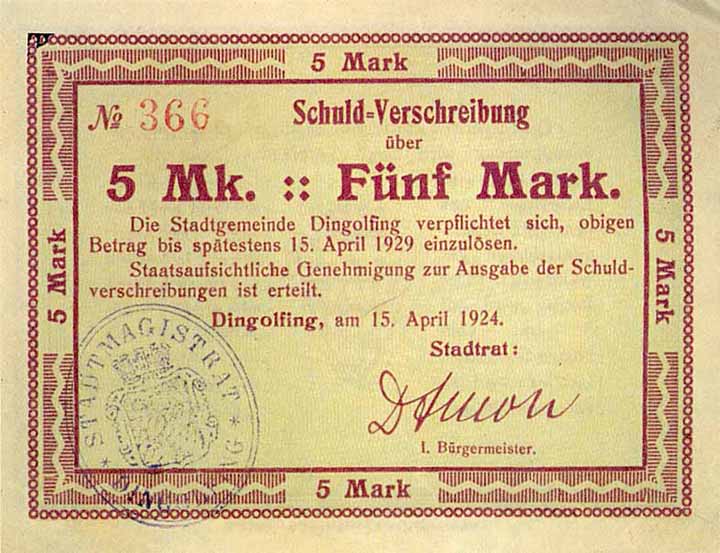 5 Mark
№ 366
Schuld=Verschreibung
über
5 Mk. :: Fünf Mark.
Die Stadtgemeinde Dingolfing verpflichtet sich, obigen
Betrag bis spätestens 15. April 1929 einzulösen.
Staatsaufsichtliche Genehmigung zur Ausgabe der Schuld-
verschreibungen ist erteilt.
Dingolfing, am 15. April 1924.
Stadtrat:
I. Bürgermeister.
5 Mark
5 Mark
5 Mark
* STADTMAGISTRAT *